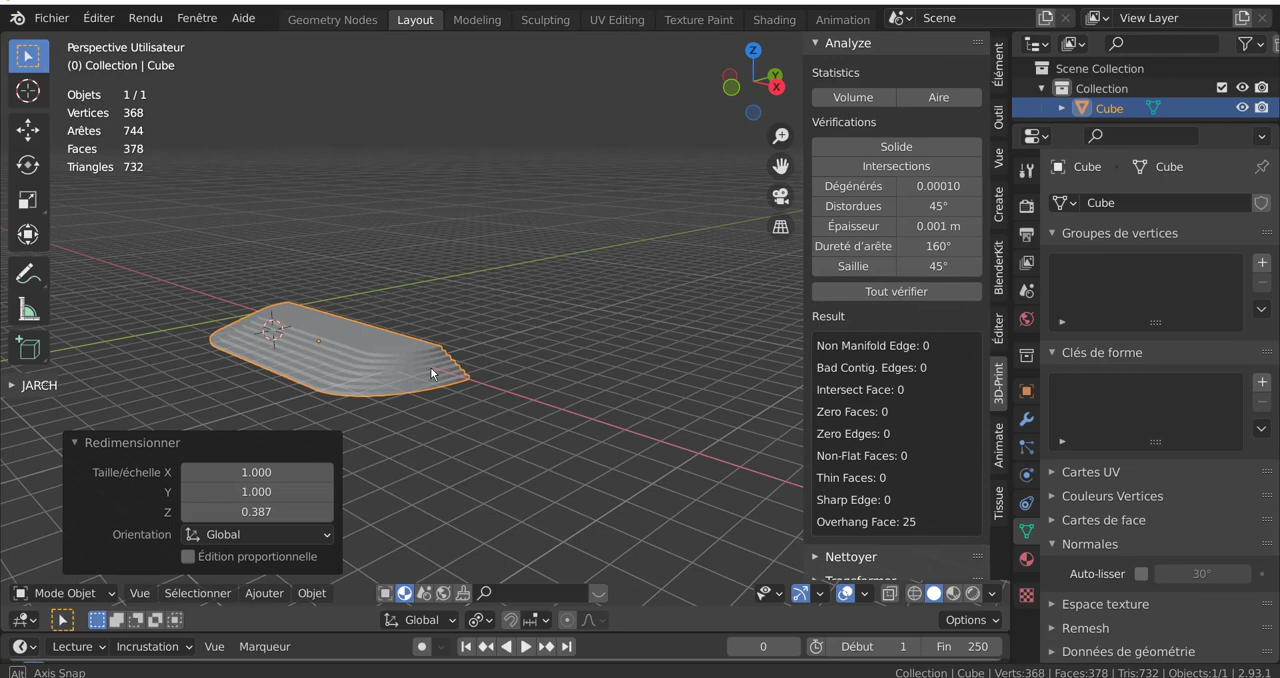 Fichier Éditer Rendu Fenêtre Aide Geometry Nodes Layout Modeling Sculpting UV Editing Texture Paint Shading Animation Scene View Layer
Perspective Utilisateur
(0) Collection | Cube
Objets 1 / 1
Vertices 368
Arêtes 744
Faces 378
Triangles 732
Z
Y
X
JARCH
Redimensionner
Taille/échelle X 1.000
Y 1.000
Z 0.387
Orientation Global
Édition proportionnelle
Analyze
Statistics
Volume Aire
Vérifications
Solide
Intersections
Dégénérés 0.00010
Distordues 45°
Épaisseur 0.001 m
Dureté d'arête 160°
Saillie 45°
Tout vérifier
Result
Non Manifold Edge: 0
Bad Contig. Edges: 0
Intersect Face: 0
Zero Faces: 0
Zero Edges: 0
Non-Flat Faces: 0
Thin Faces: 0
Sharp Edge: 0
Overhang Face: 25
Nettoyer
Transformer
Élément
Outil
Vue
Create
BlenderKit
Éditer
3D-Print
Animate
Tissue
Scene Collection
Collection
Cube
Cube Cube
Cube
Groupes de vertices
Clés de forme
Cartes UV
Couleurs Vertices
Cartes de face
Normales
Auto-lisser 30°
Espace texture
Remesh
Données de géométrie
Mode Objet Vue Sélectionner Ajouter Objet
Global Options
Lecture Incrustation Vue Marqueur 0 Début 1 Fin 250
Alt Axis Snap Collection | Cube | Verts:368 | Faces:378 | Tris:732 | Objects:1/1 | 2.93.1